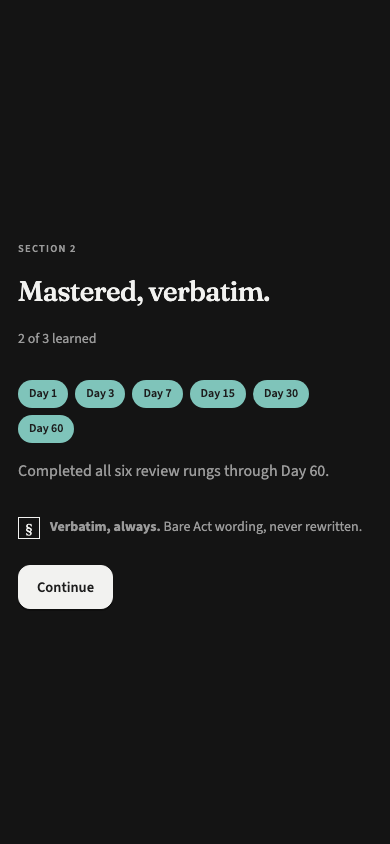 SECTION 2
Mastered, verbatim.
2 of 3 learned
Day 1 Day 3 Day 7 Day 15 Day 30
Day 60
Completed all six review rungs through Day 60.
§ Verbatim, always. Bare Act wording, never rewritten.
Continue